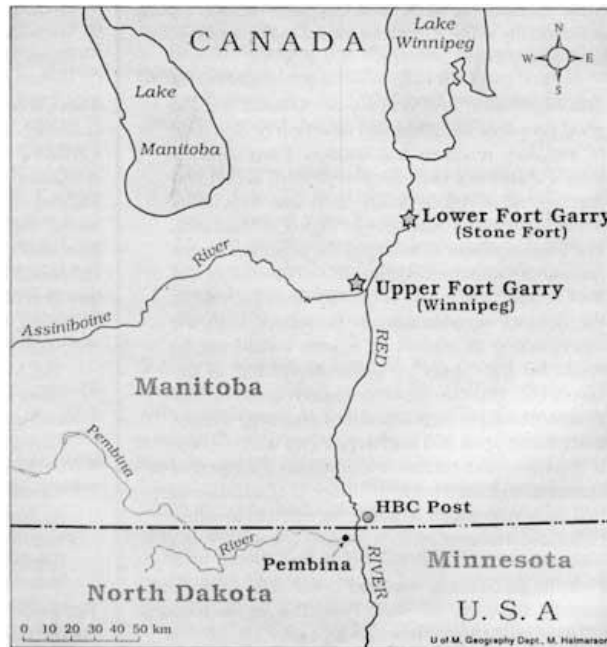 CANADA
Lake
Winnipeg
N
W E
S
Lake
Manitoba
Lower Fort Garry
(Stone Fort)
River
Upper Fort Garry
(Winnipeg)
Assiniboine
RED
Manitoba
Pembina
HBC Post
River
Pembina
RIVER
Minnesota
North Dakota
U. S. A
0 10 20 30 40 50 km
U of M. Geography Dept., M. Halmarson